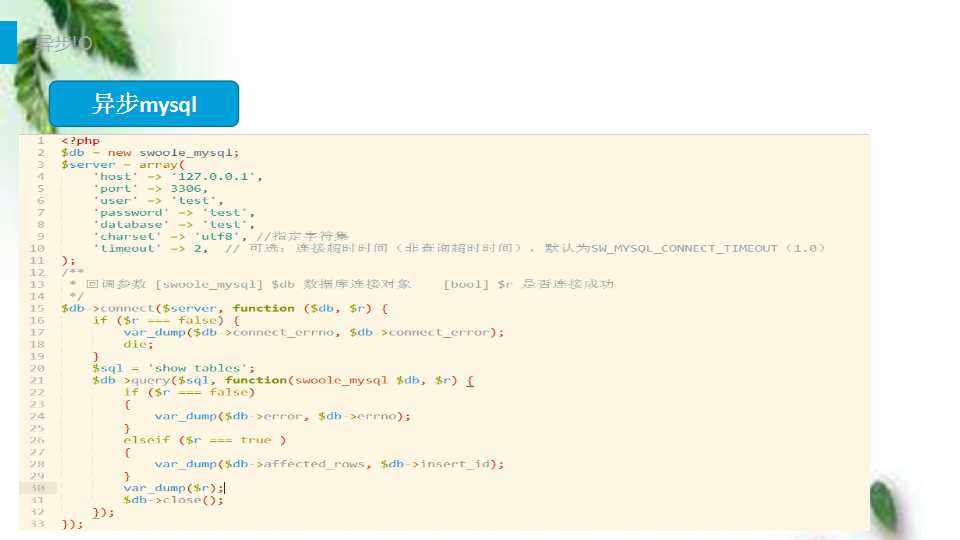 异步IO
异步mysql
1 <?php
2 $db = new swoole_mysql;
3 $server = array(
4 'host' => '127.0.0.1',
5 'port' => 3306,
6 'user' => 'test',
7 'password' => 'test',
8 'database' => 'test',
9 'charset' => 'utf8', //指定字符集
10 'timeout' => 2, // 可选：连接超时时间（非查询超时时间），默认为SW_MYSQL_CONNECT_TIMEOUT（1.0）
11 );
12 /**
13 * 回调参数 [swoole_mysql] $db 数据库连接对象 [bool] $r 是否连接成功
14 */
15 $db->connect($server, function ($db, $r) {
16 if ($r === false) {
17 var_dump($db->connect_errno, $db->connect_error);
18 die;
19 }
20 $sql = 'show tables';
21 $db->query($sql, function(swoole_mysql $db, $r) {
22 if ($r === false)
23 {
24 var_dump($db->error, $db->errno);
25 }
26 elseif ($r === true )
27 {
28 var_dump($db->affected_rows, $db->insert_id);
29 }
30 var_dump($r);
31 $db->close();
32 });
33 });